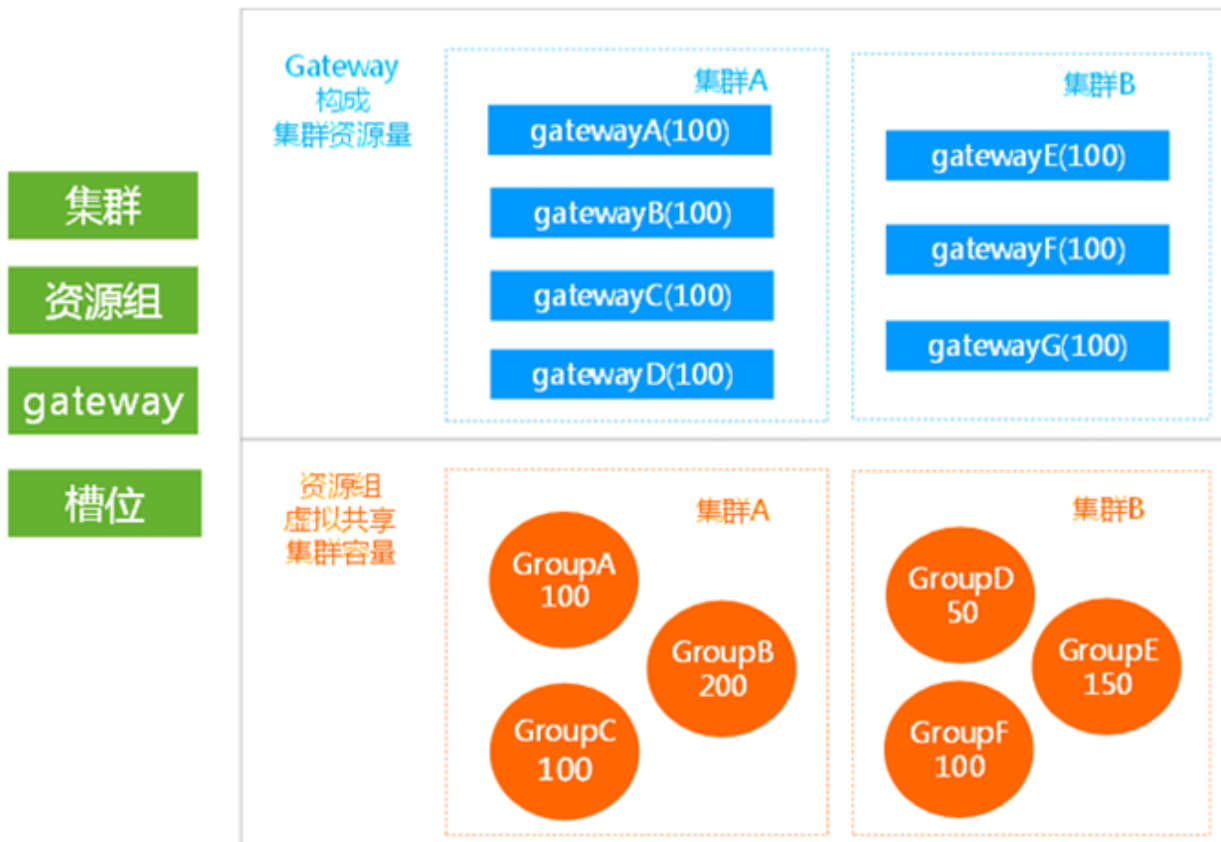 集群
资源组
gateway
槽位
Gateway
构成
集群资源量
集群A
gatewayA(100)
gatewayB(100)
gatewayC(100)
gatewayD(100)
集群B
gatewayE(100)
gatewayF(100)
gatewayG(100)
资源组
虚拟共享
集群容量
集群A
GroupA
100
GroupB
200
GroupC
100
集群B
GroupD
50
GroupE
150
GroupF
100